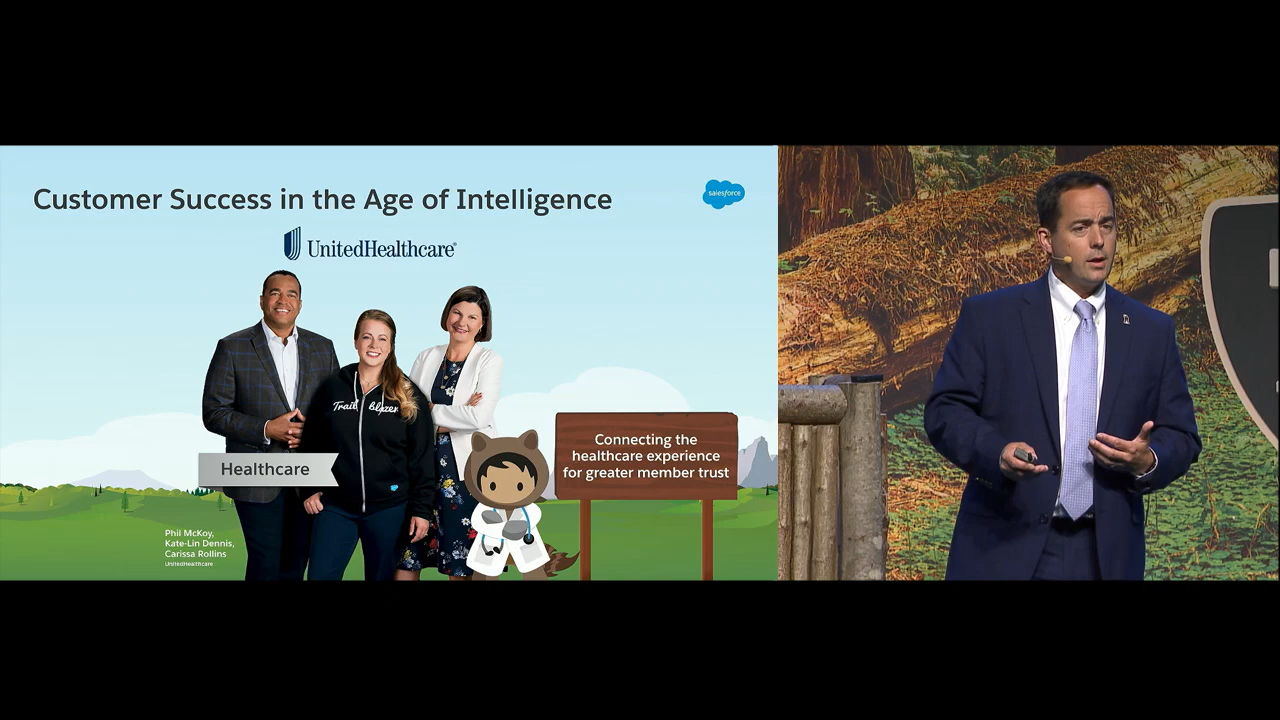 Customer Success in the Age of Intelligence
salesforce
UnitedHealthcare®
Trailblazer
Connecting the
healthcare experience
for greater member trust
Healthcare
Phil McKoy,
Kate-Lin Dennis,
Carissa Rollins
UnitedHealthcare